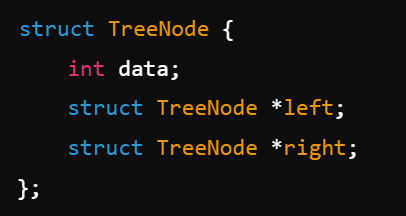 struct TreeNode {
    int data;
    struct TreeNode *left;
    struct TreeNode *right;
};